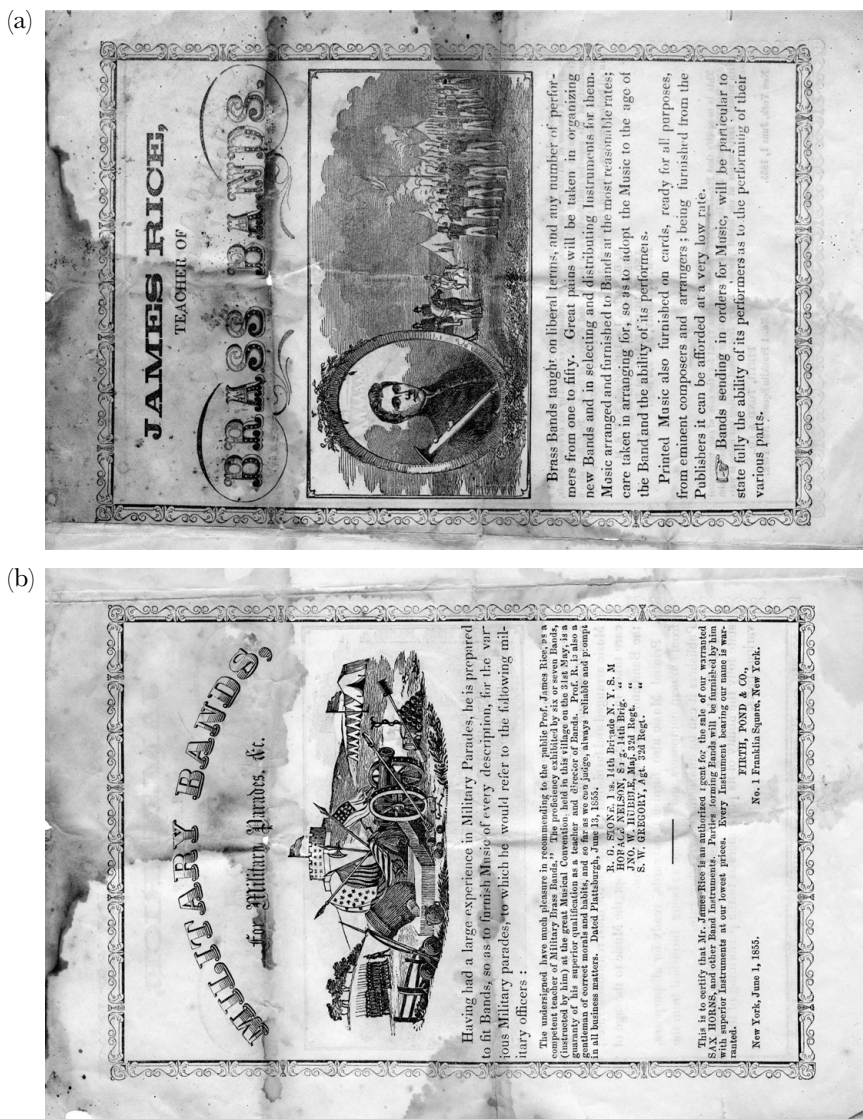 (a)
JAMES RICE,
TEACHER OF
BRASS BANDS.
Brass Bands taught on liberal terms, and any number of perfor-
mers from one to fifty. Great pains will be taken in organizing
new Bands and in selecting and distributing Instruments for them.
Music arranged and furnished to Bands at the most reasonable rates;
care taken in arranging for, so as to adopt the Music to the age of
the Band and the ability of its performers.
Printed Music also furnished on cards, ready for all purposes,
from eminent composers and arrangers; being furnished from the
Publishers it can be afforded at a very low rate.
☞ Bands sending in orders for Music, will be particular to
state fully the ability of its performers as to the performing of their
various parts.
(b)
MILITARY BANDS,
For Military Parades, &c.
Having had a large experience in Military Parades, he is prepared
to fit Bands, so as to furnish Music of every description, for the var
ious Military parades, to which he would refer to the following mil-
itary officers:
The undersigned have much pleasure in recommending to the public Prof. James Rice, as a
competent teacher of Military Brass Bands." The proficiency exhibited by six or seven Bands,
(instructed by him) at the great Musical Convention, held in this village on the 31st May, is a
guaranty of his superior qualification as a teacher and director of Bands. Prof. R. is also a
gentleman of correct morals and habits, and so far as we can judge, always reliable and prompt
in all business matters. Dated Plattsburgh, June 13, 1855.
R. G. STONE, 14th Brigade N. Y. S. M
HORACE NELSON, 14th Brig. "
JNO. W. HUBBLE, Maj. 32d Regt. "
S. W. GREGORY, Agt. 32d Regt. "
This is to certify that Mr. James Rice is an authorized agent for the sale of our warranted
SAX HORNS, and other Band Instruments. Parties forming Bands will be furnished by him
with superior Instruments at our lowest prices. Every Instrument bearing our name is war-
ranted.
FIRTH, POND & CO.,
New York, June 1, 1855. No. 1 Franklin Square, New York.